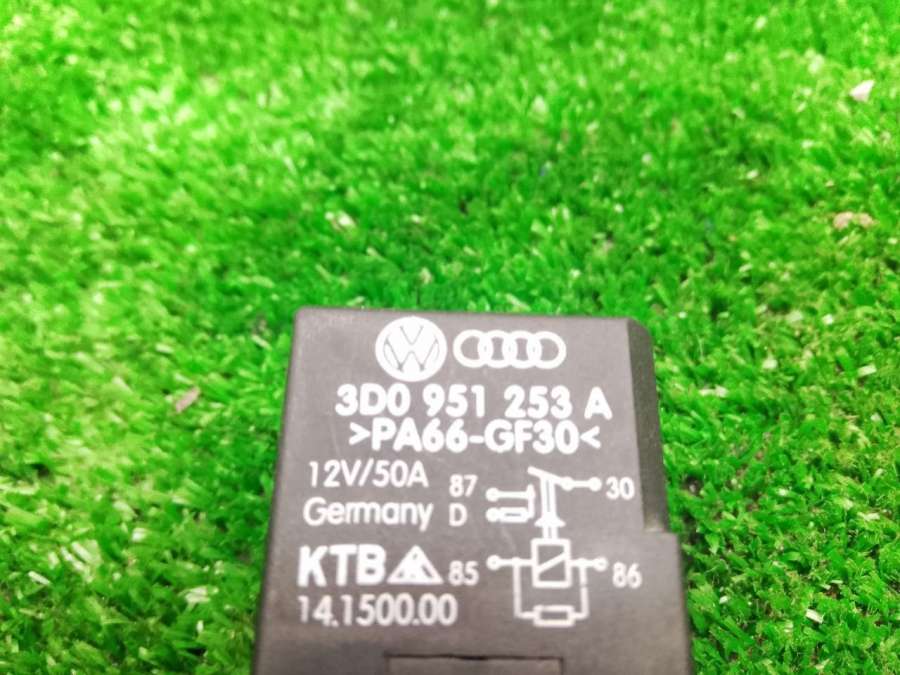 3D0 951 253 A
>PA66-GF30<
12V/50A
87
30
Germany
D
KTB
85
86
14.1500.00